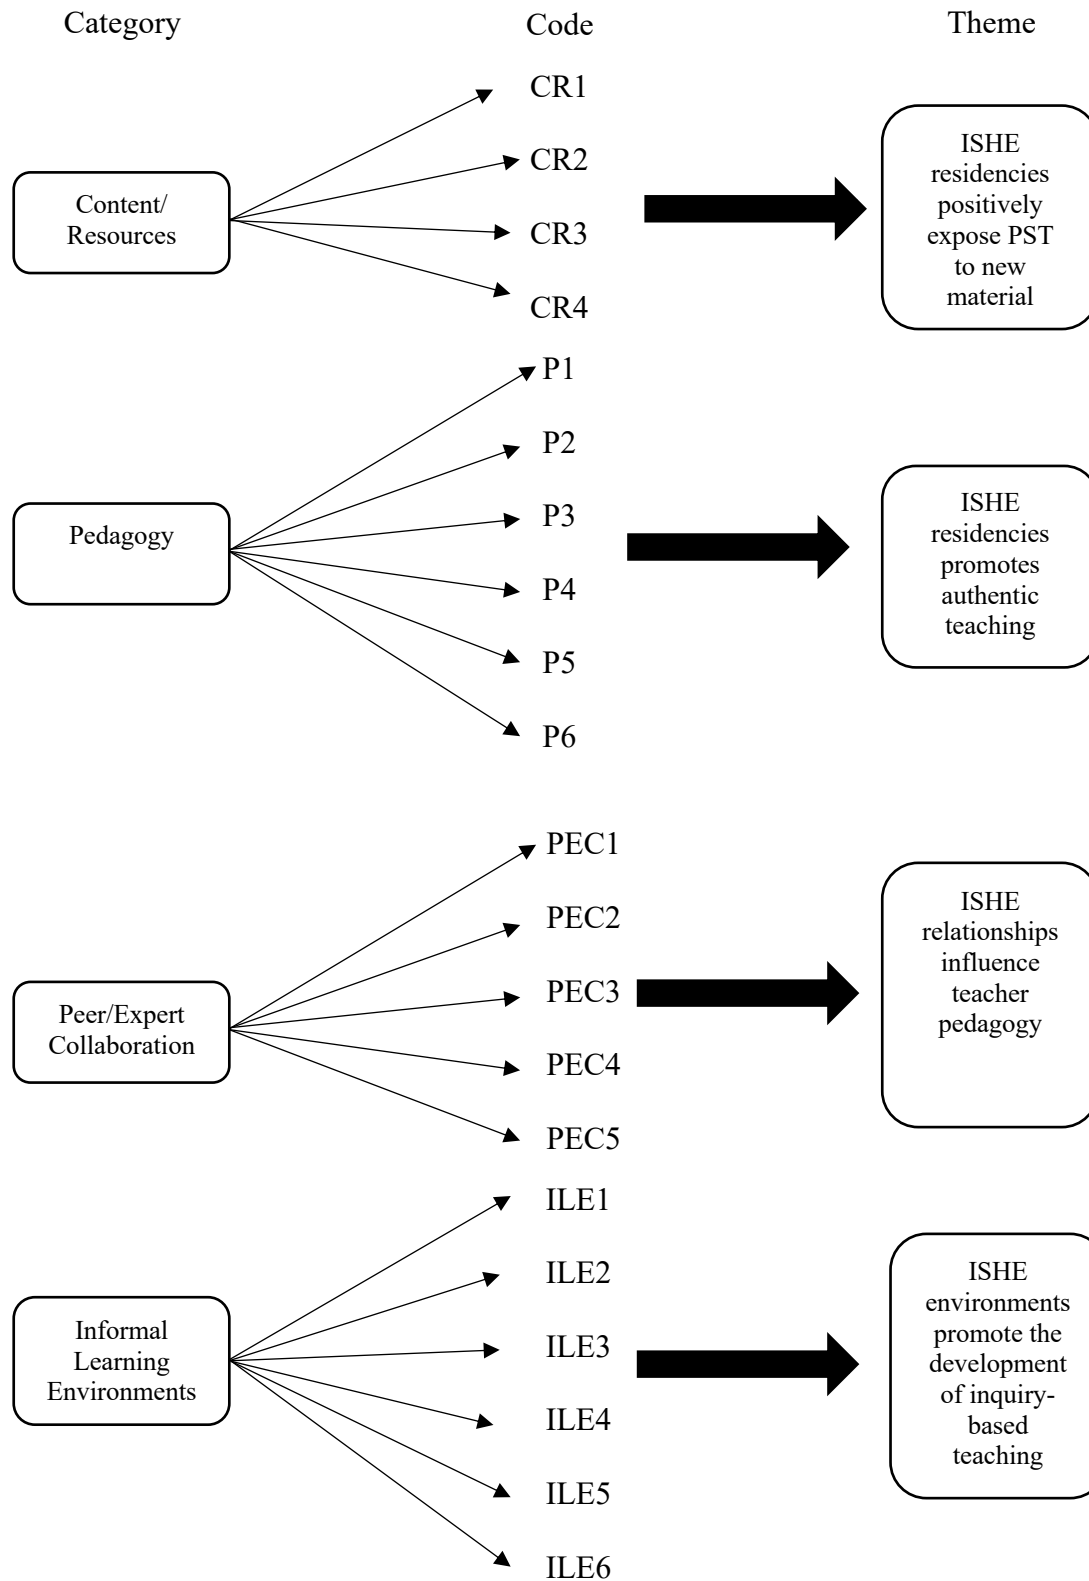 Category
Code
Theme
Content/
Resources
CR1
CR2
CR3
CR4
ISHE
residencies
positively
expose PST
to new
material
Pedagogy
P1
P2
P3
P4
P5
P6
ISHE
residencies
promotes
authentic
teaching
Peer/Expert
Collaboration
PEC1
PEC2
PEC3
PEC4
PEC5
ISHE
relationships
influence
teacher
pedagogy
Informal
Learning
Environments
ILE1
ILE2
ILE3
ILE4
ILE5
ILE6
ISHE
environments
promote the
development
of inquiry-
based
teaching